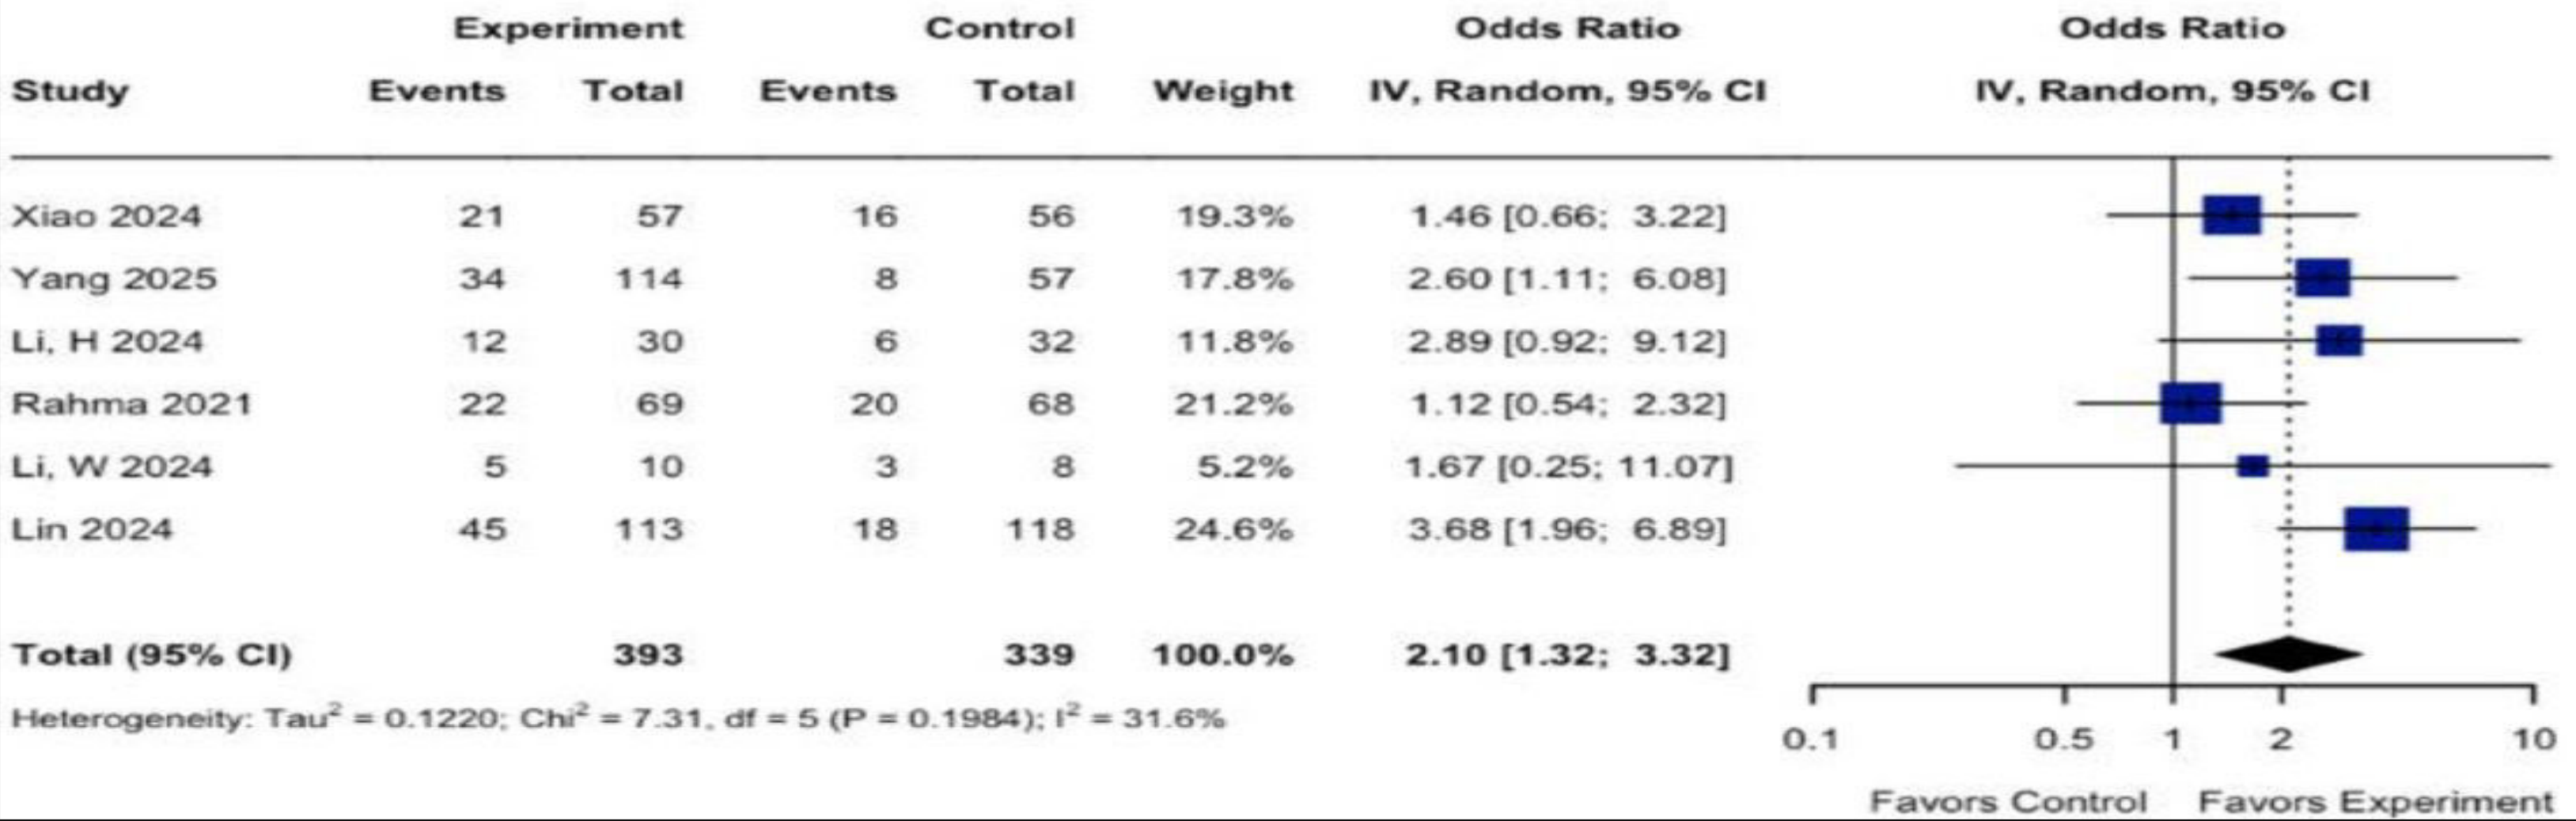 Experiment Control Odds Ratio Odds Ratio
Study Events Total Events Total Weight IV, Random, 95% CI IV, Random, 95% CI
Xiao 2024 21 57 16 56 19.3% 1.46 [0.66; 3.22]
Yang 2025 34 114 8 57 17.8% 2.60 [1.11; 6.08]
Li, H 2024 12 30 6 32 11.8% 2.89 [0.92; 9.12]
Rahma 2021 22 69 20 68 21.2% 1.12 [0.54; 2.32]
Li, W 2024 5 10 3 8 5.2% 1.67 [0.25; 11.07]
Lin 2024 45 113 18 118 24.6% 3.68 [1.96; 6.89]
Total (95% CI) 393 339 100.0% 2.10 [1.32; 3.32]
Heterogeneity: Tau² = 0.1220; Chi² = 7.31, df = 5 (P = 0.1984); I² = 31.6%
0.1 0.5 1 2 10
Favors Control Favors Experiment